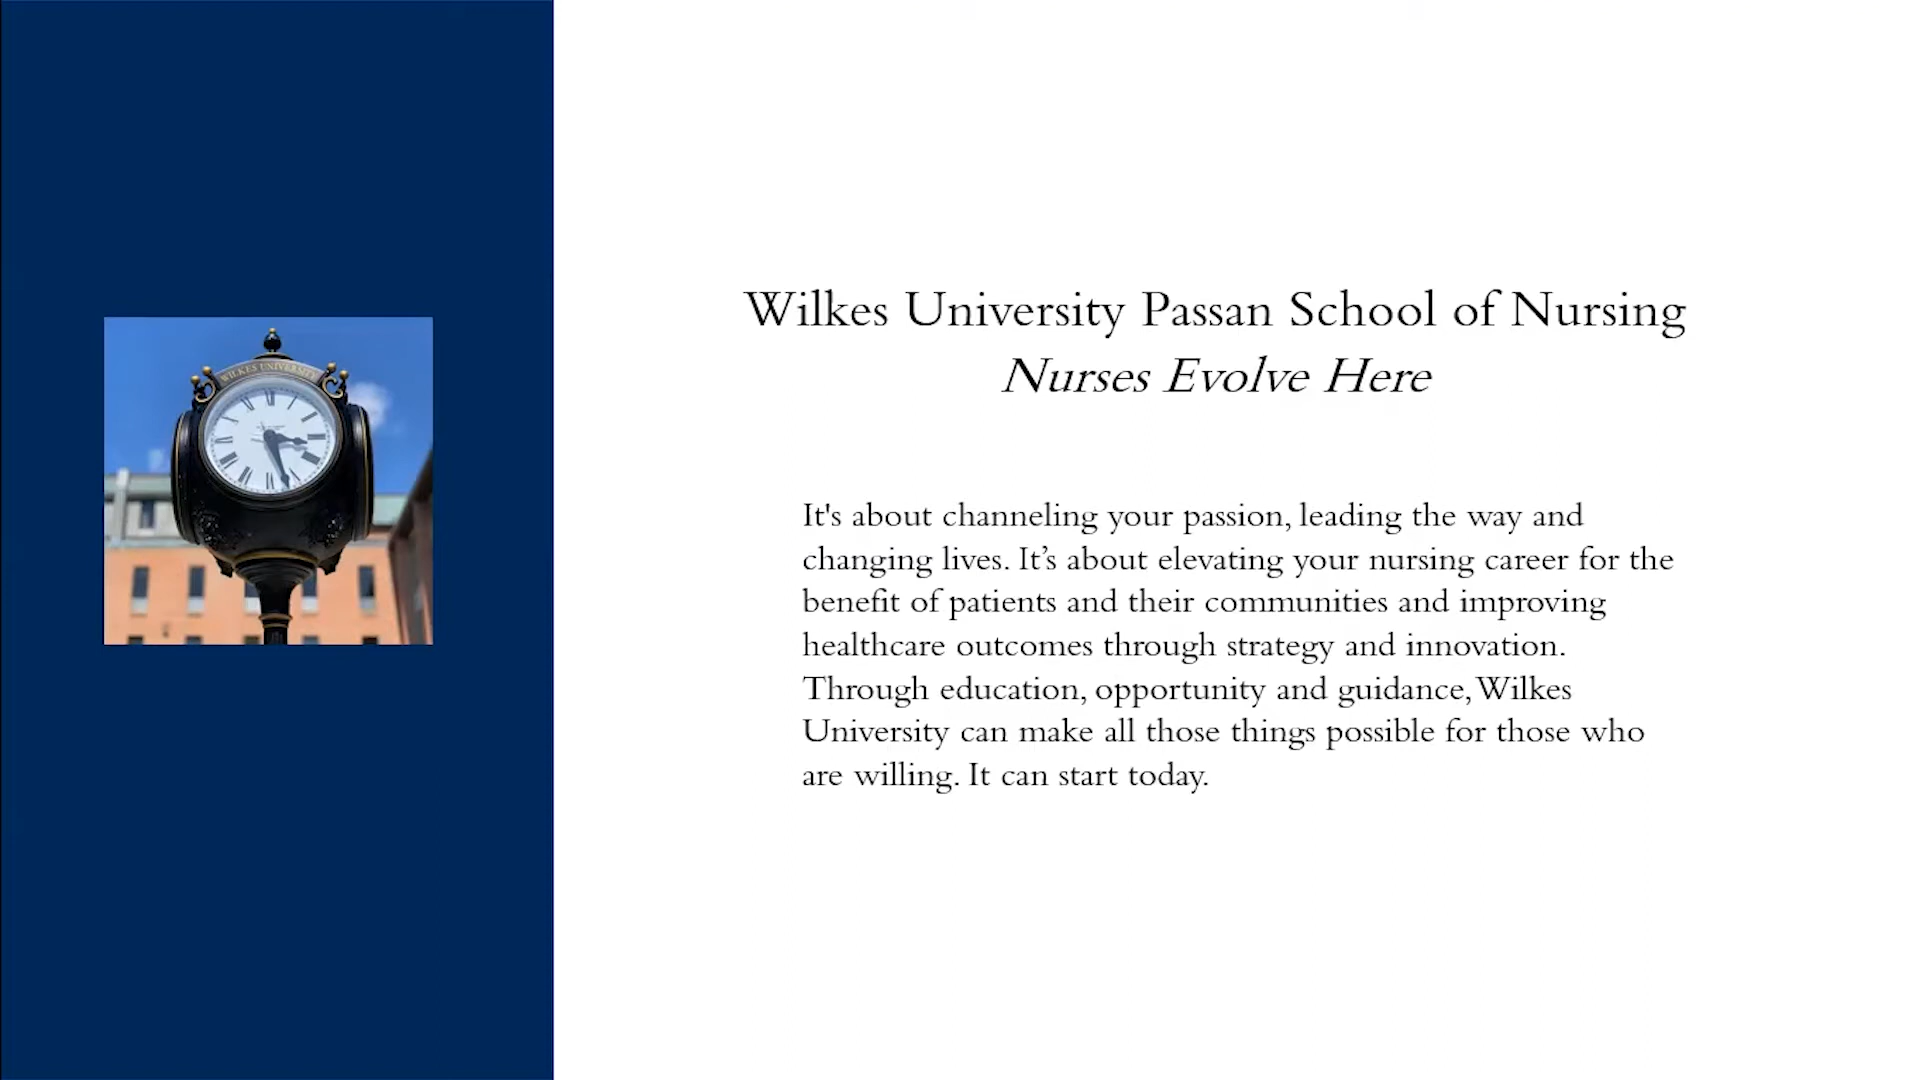 WILKES UNIVERSITY
Wilkes University Passan School of Nursing
Nurses Evolve Here
It's about channeling your passion, leading the way and
changing lives. It’s about elevating your nursing career for the
benefit of patients and their communities and improving
healthcare outcomes through strategy and innovation.
Through education, opportunity and guidance, Wilkes
University can make all those things possible for those who
are willing. It can start today.